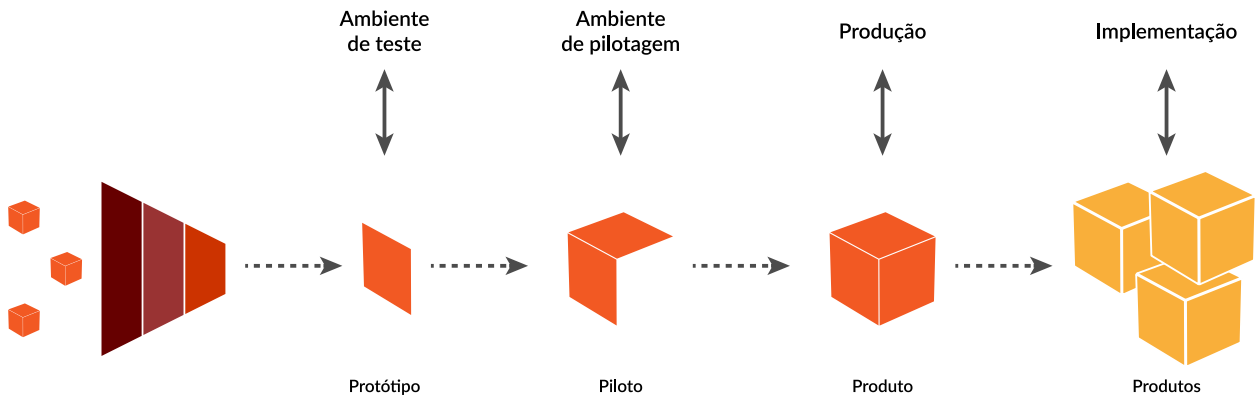 Ambiente
de teste
Ambiente
de pilotagem
Produção
Implementação
Protótipo
Piloto
Produto
Produtos